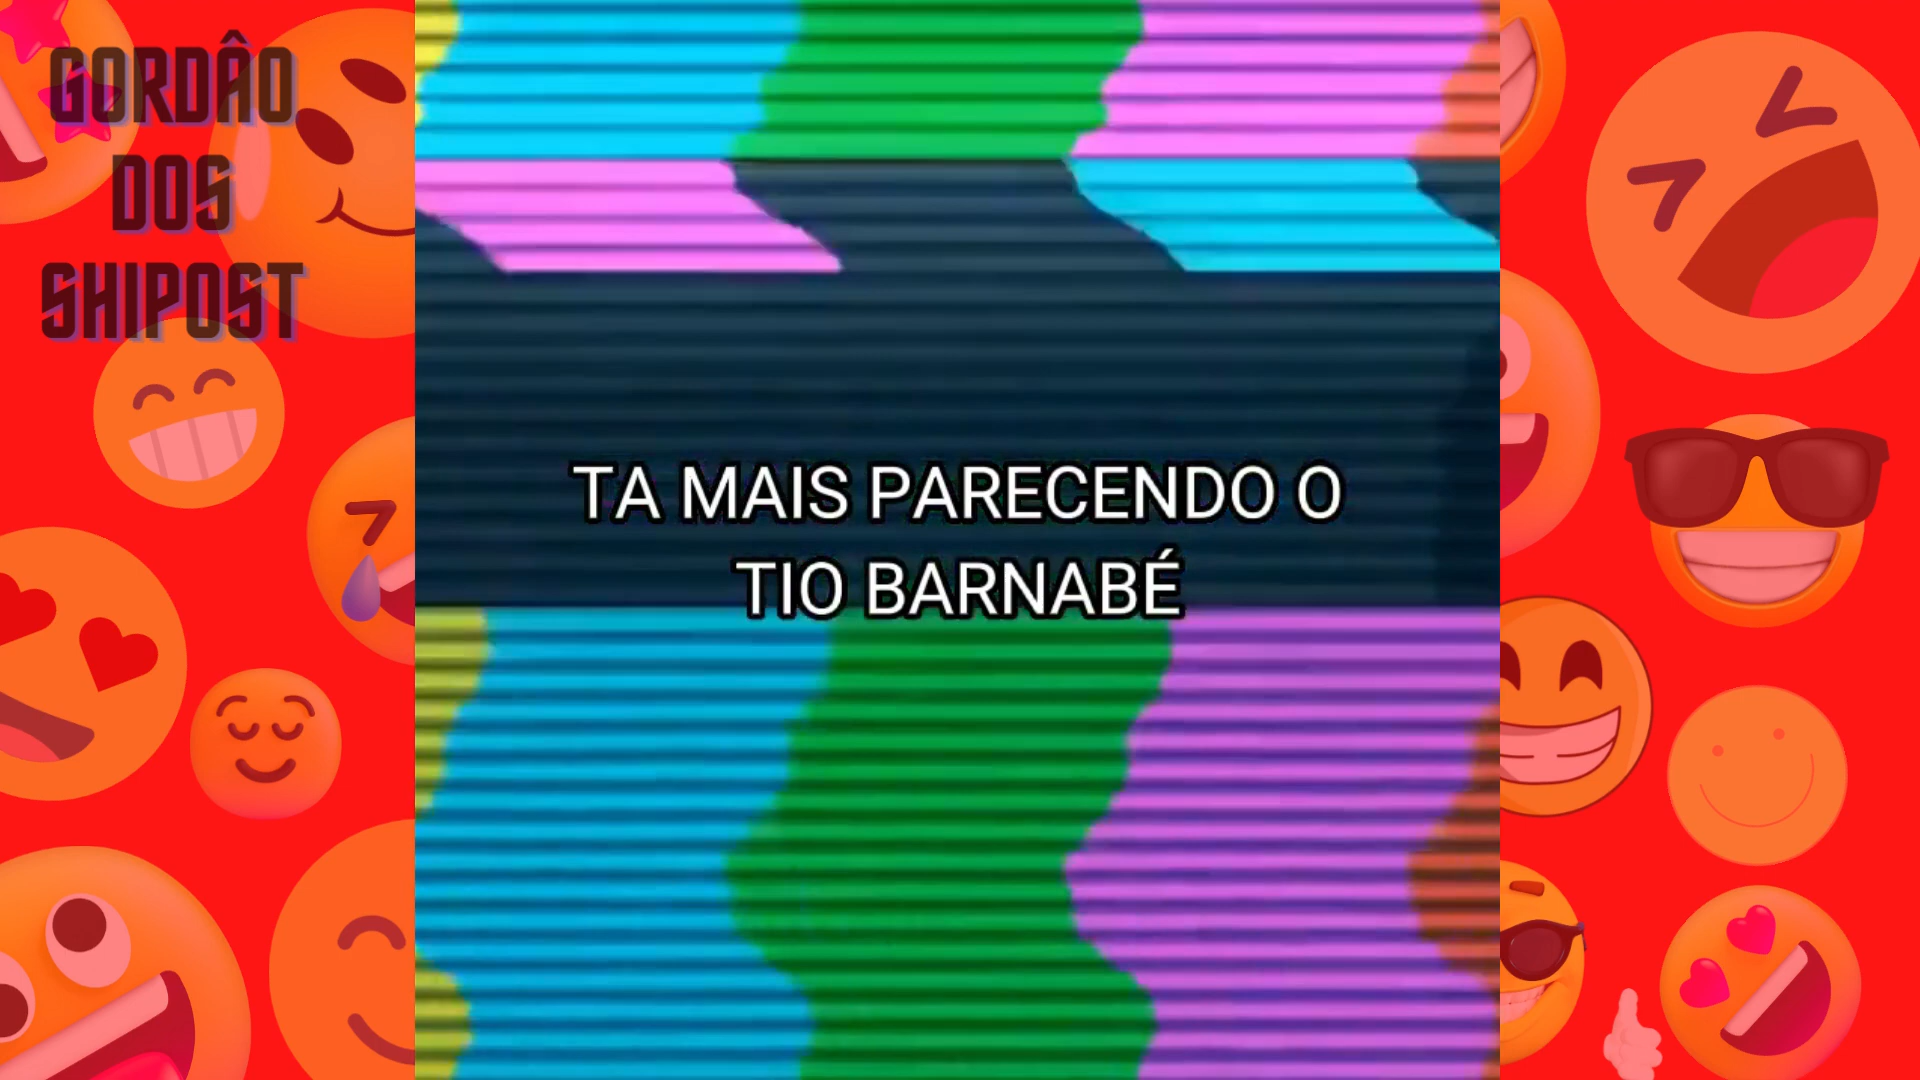 GORDÂO
DOS
SHIPOST
TA MAIS PARECENDO O
TIO BARNABÉ